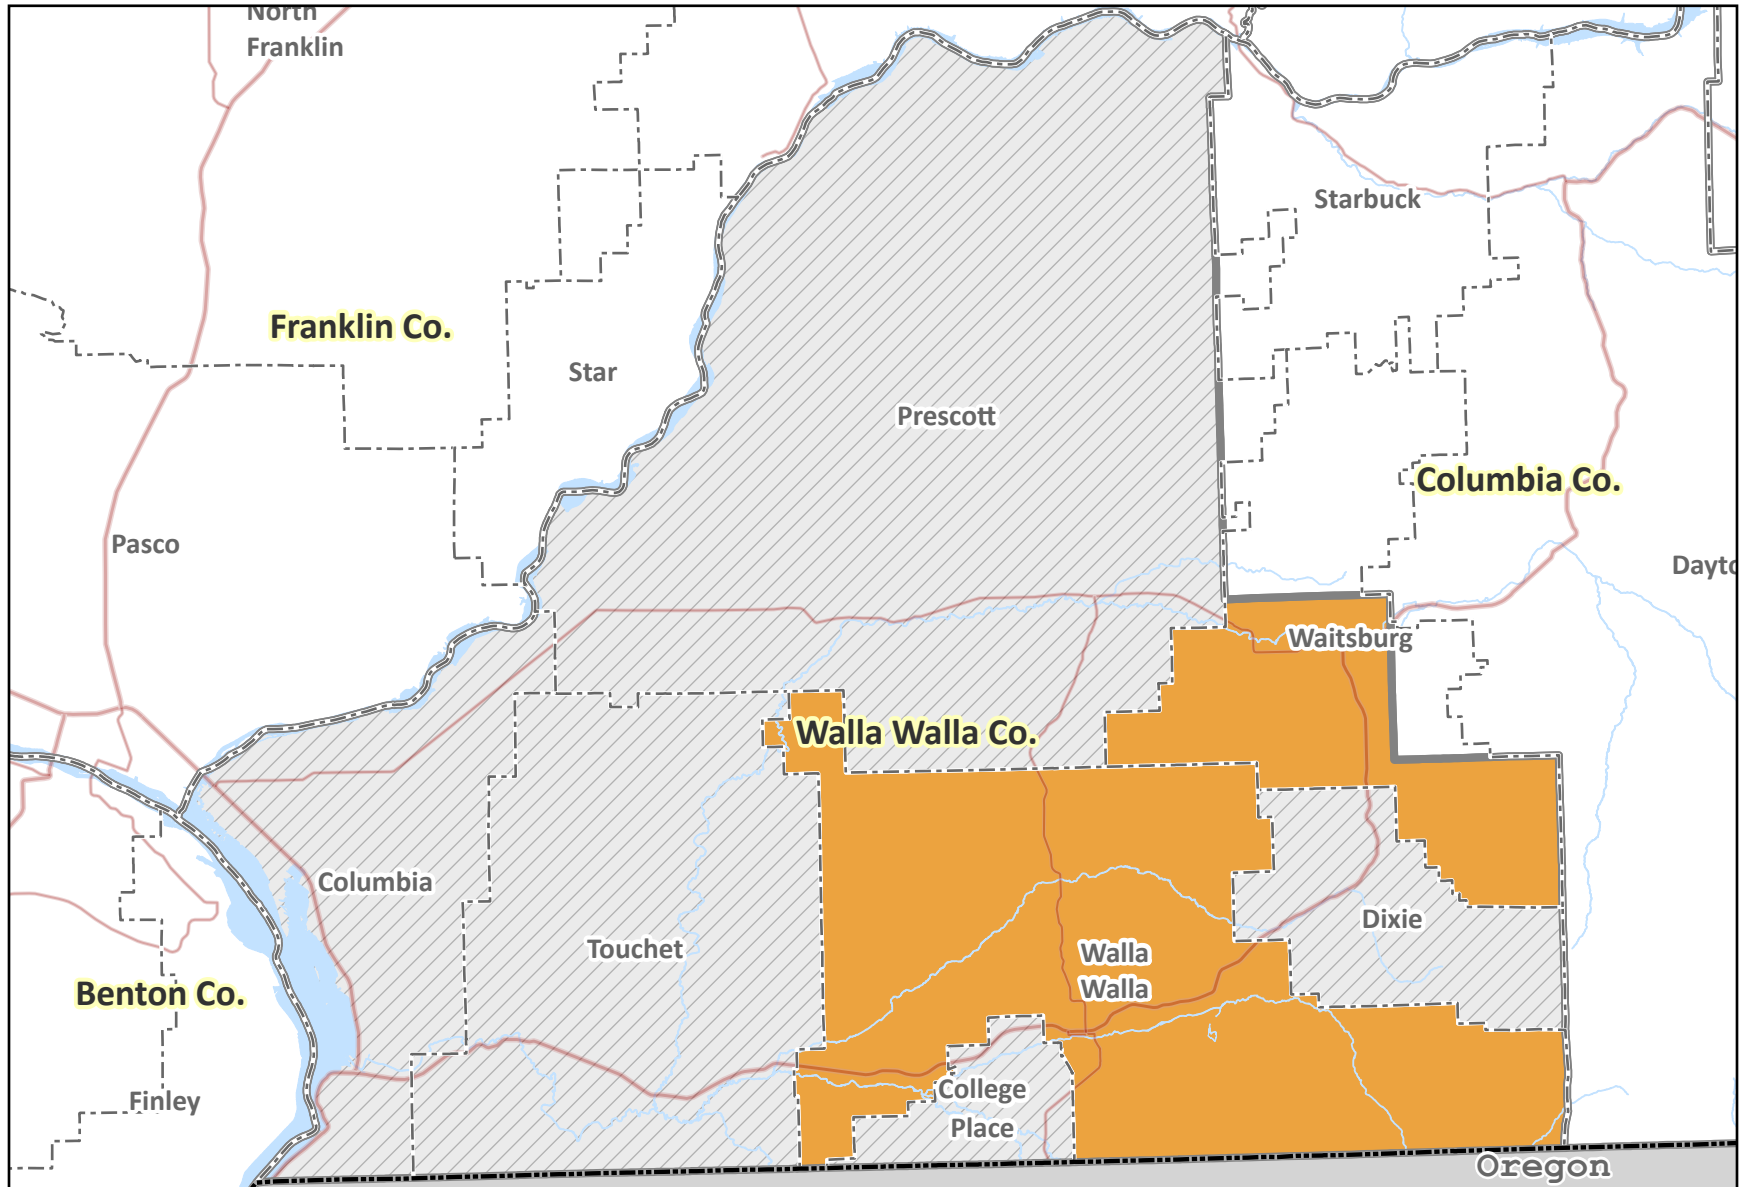 North
Franklin
Starbuck
Franklin Co.
Star
Prescott
Columbia Co.
Pasco
Dayto
Waitsburg
Walla Walla Co.
Columbia
Touchet
Dixie
Walla
Walla
Benton Co.
College
Place
Finley
Oregon